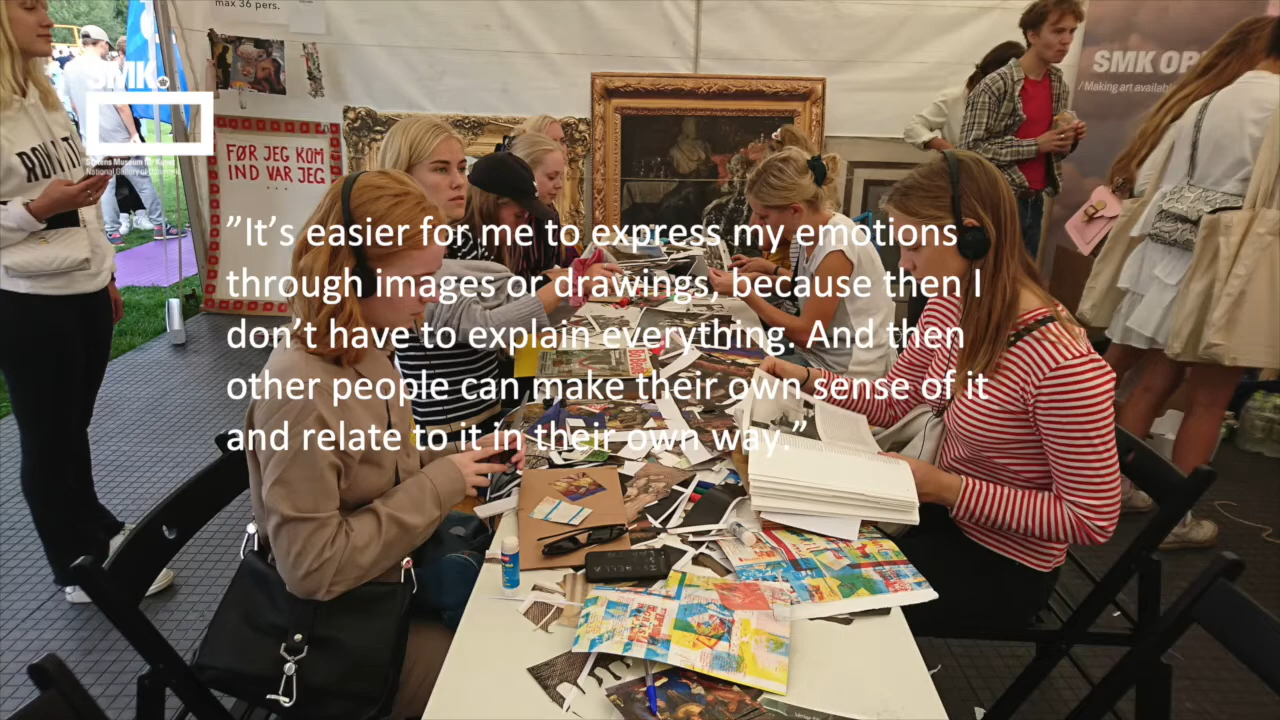 max 36 pers.
SMK
SMK OP
/ Making art available
ROW IT
Statens Museum for Kunst
National Gallery of Denmark
FØR JEG KOM
IND VAR JEG
...
”It’s easier for me to express my emotions
through images or drawings, because then I
don’t have to explain everything. And then
other people can make their own sense of it
and relate to it in their own way.”